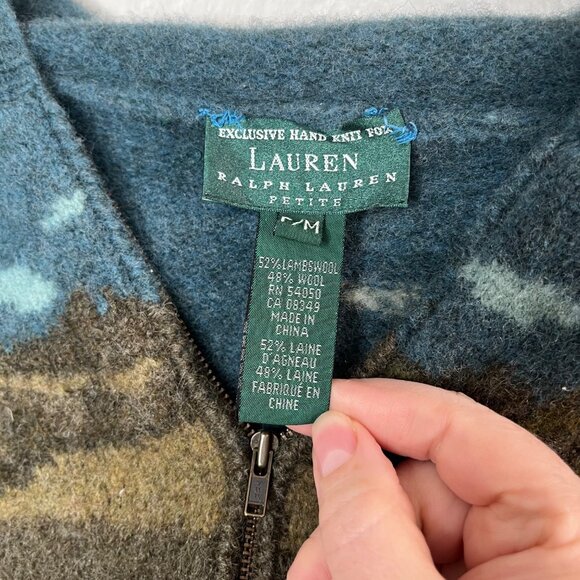 EXCLUSIVE HAND KNIT FOR
LAUREN
RALPH LAUREN
PETITE
P/M
52% LAMBSWOOL
48% WOOL
RN 54050
CA 08349
MADE IN
CHINA
52% LAINE
D'AGNEAU
48% LAINE
FABRIQUÉ EN
CHINE